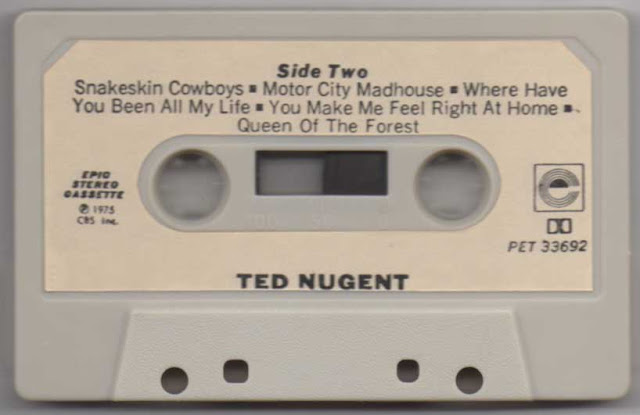 Side Two
Snakeskin Cowboys ▪ Motor City Madhouse ▪ Where Have
You Been All My Life ▪ You Make Me Feel Right At Home ▪
Queen Of The Forest
EPIC
STEREO
CASSETTE
℗ 1975
CBS Inc.
PET 33692
TED NUGENT